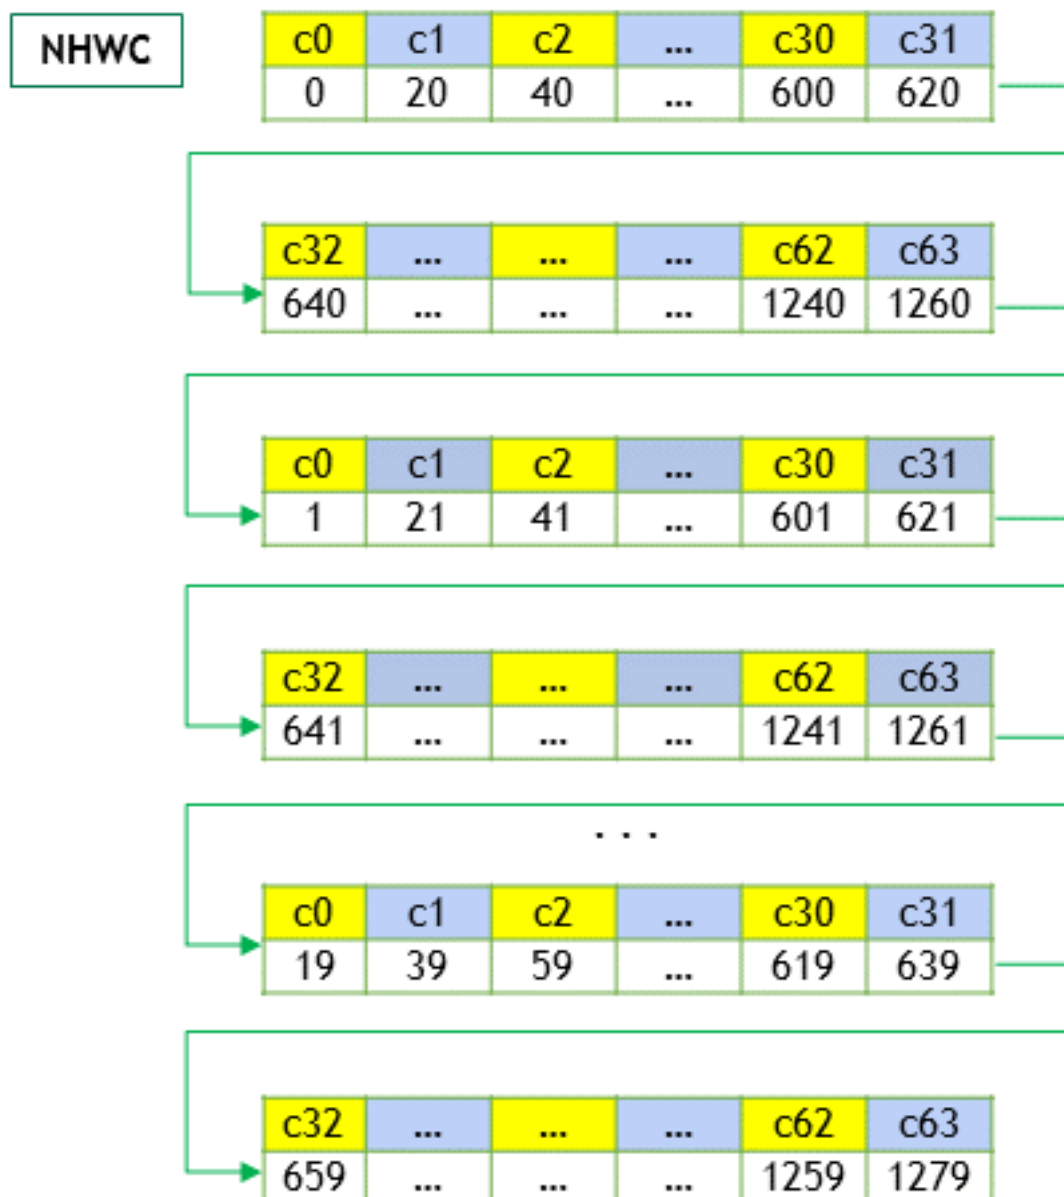 NHWC
c0 c1 c2 ... c30 c31
0 20 40 ... 600 620
c32 ... ... ... c62 c63
640 ... ... ... 1240 1260
c0 c1 c2 ... c30 c31
1 21 41 ... 601 621
c32 ... ... ... c62 c63
641 ... ... ... 1241 1261
. . .
c0 c1 c2 ... c30 c31
19 39 59 ... 619 639
c32 ... ... ... c62 c63
659 ... ... ... 1259 1279